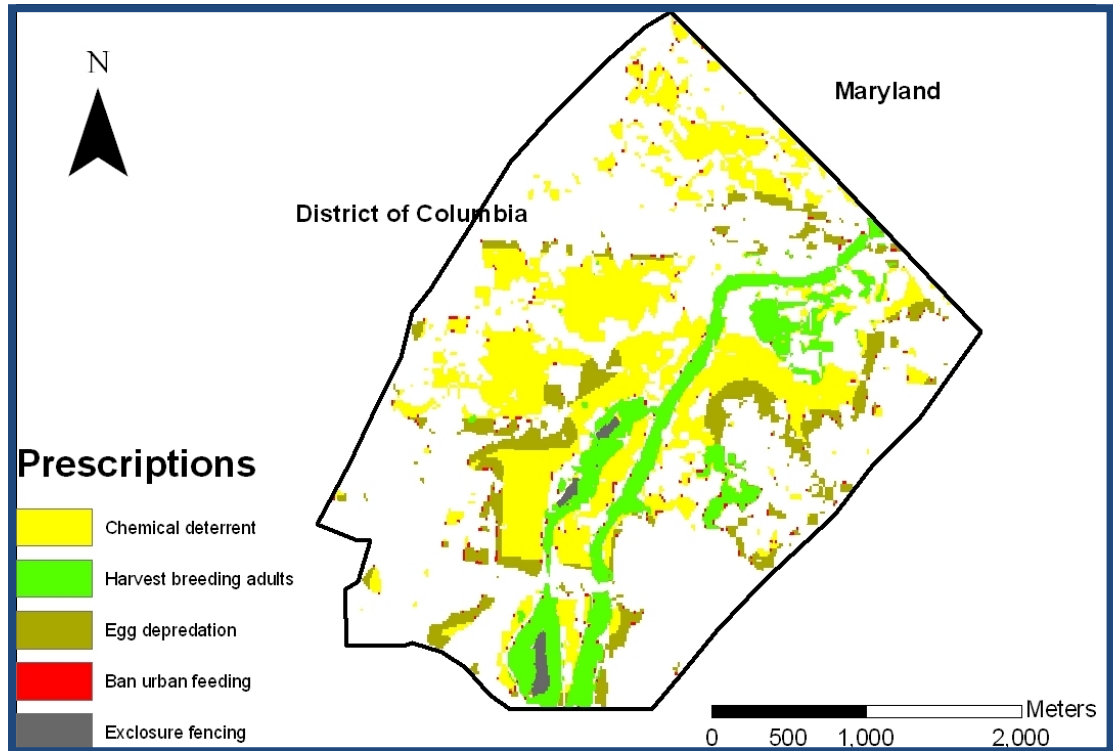 N
Maryland
District of Columbia
Prescriptions
Chemical deterrent
Harvest breeding adults
Egg depredation
Ban urban feeding
Exclosure fencing
Meters
0 500 1,000 2,000